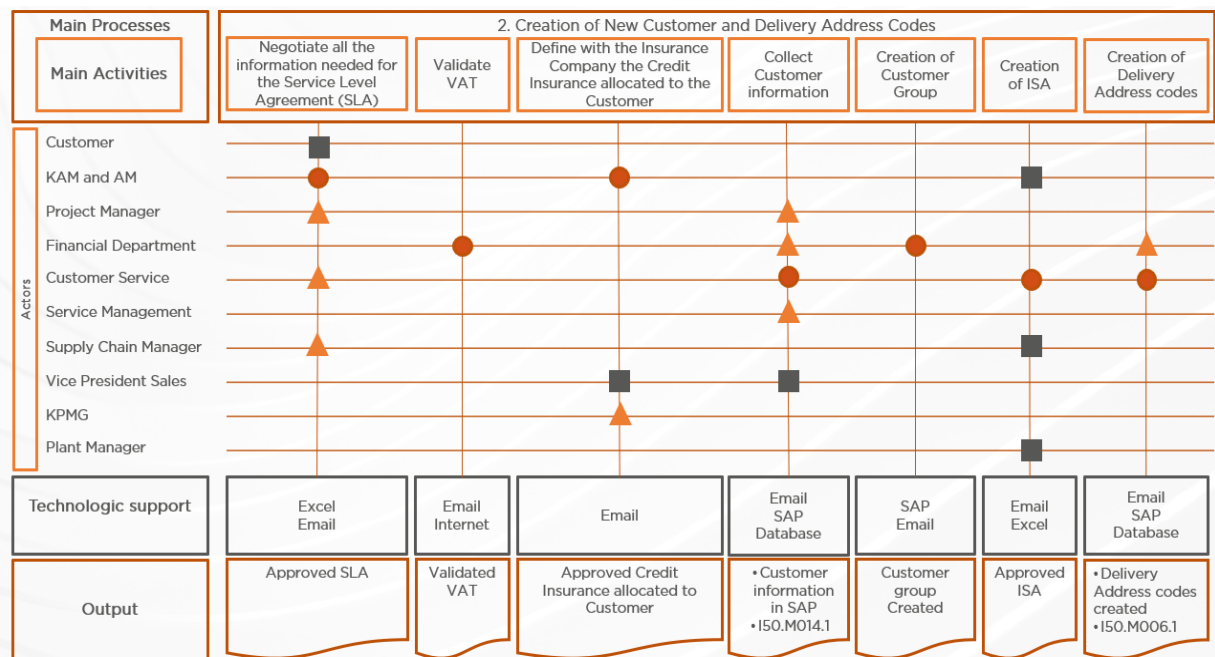 Main Processes
2. Creation of New Customer and Delivery Address Codes
Main Activities
Negotiate all the
information needed for
the Service Level
Agreement (SLA)
Validate
VAT
Define with the Insurance
Company the Credit
Insurance allocated to the
Customer
Collect
Customer
information
Creation of
Customer
Group
Creation
of ISA
Creation of
Delivery
Address codes
Actors
Customer
KAM and AM
Project Manager
Financial Department
Customer Service
Service Management
Supply Chain Manager
Vice President Sales
KPMG
Plant Manager
Technologic support
Excel
Email
Email
Internet
Email
Email
SAP
Database
SAP
Email
Email
Excel
Email
SAP
Database
Output
Approved SLA
Validated
VAT
Approved Credit
Insurance allocated to
Customer
•Customer
information
in SAP
•I50.M014.1
Customer
group
Created
Approved
ISA
•Delivery
Address codes
created
•I50.M006.1